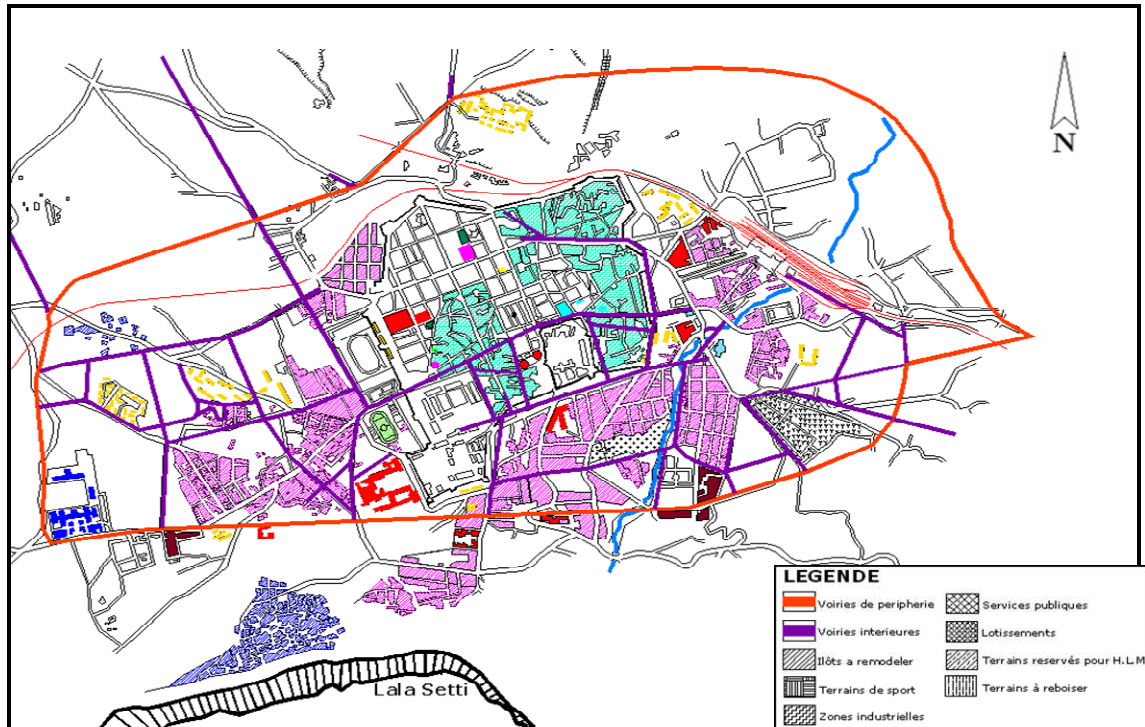 N
Lala Setti
LEGENDE
Voiries de peripherie
Voiries interieures
Ilôts a remodeler
Terrains de sport
Zones industrielles
Services publiques
Lotissements
Terrains reservés pour H.L.M
Terrains à reboiser